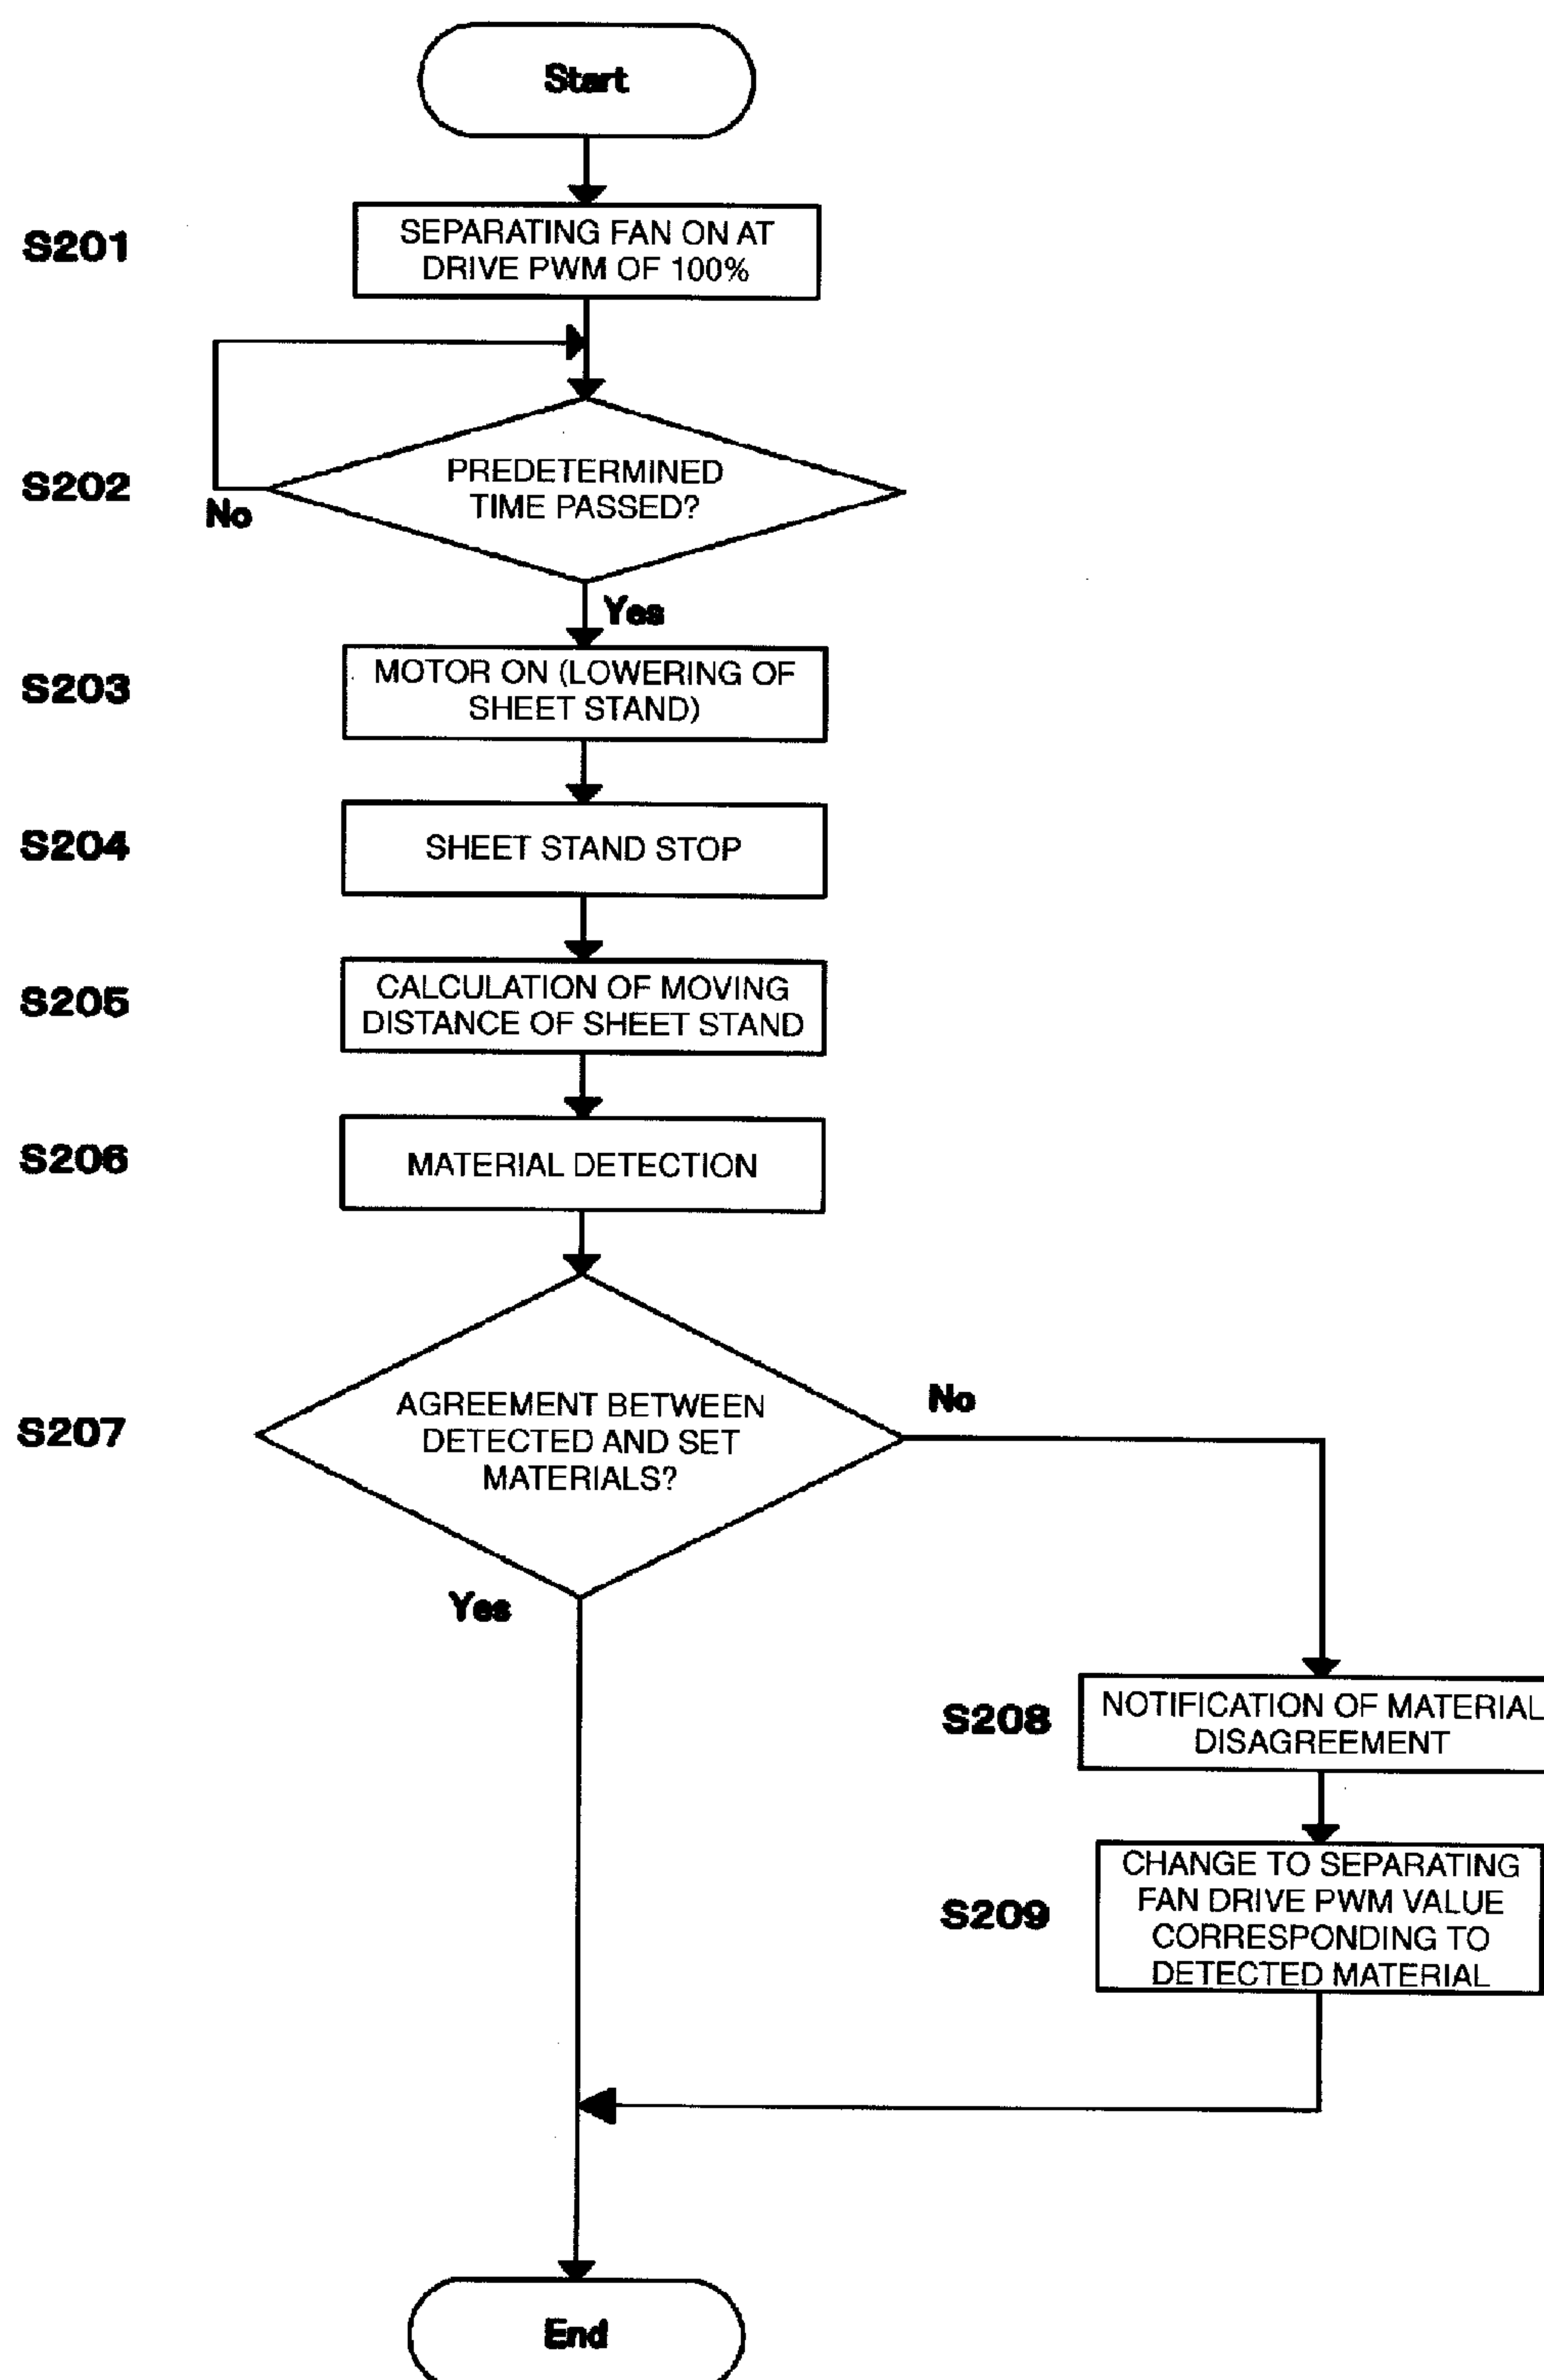 Start
S201
SEPARATING FAN ON AT
DRIVE PWM OF 100%
S202
PREDETERMINED
TIME PASSED?
No
Yes
S203
MOTOR ON (LOWERING OF
SHEET STAND)
S204
SHEET STAND STOP
S205
CALCULATION OF MOVING
DISTANCE OF SHEET STAND
S206
MATERIAL DETECTION
S207
AGREEMENT BETWEEN
DETECTED AND SET
MATERIALS?
No
Yes
S208
NOTIFICATION OF MATERIAL
DISAGREEMENT
S209
CHANGE TO SEPARATING
FAN DRIVE PWM VALUE
CORRESPONDING TO
DETECTED MATERIAL
End